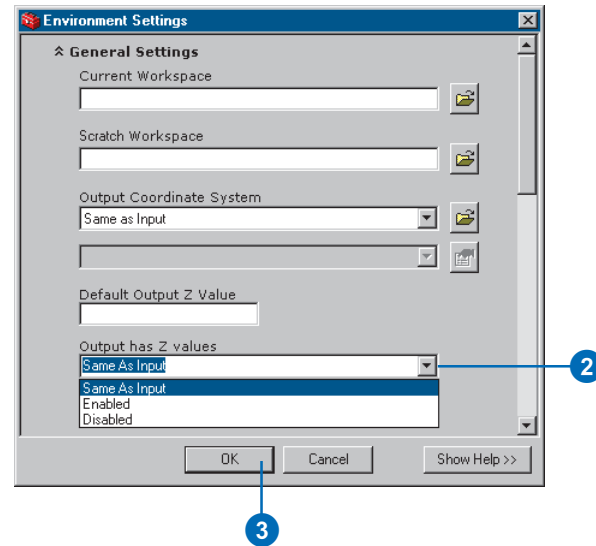 Environment Settings
General Settings
Current Workspace
Scratch Workspace
Output Coordinate System
Same as Input
Default Output Z Value
Output has Z values
Same As Input
2
Same As Input
Enabled
Disabled
OK
Cancel
Show Help >>
3